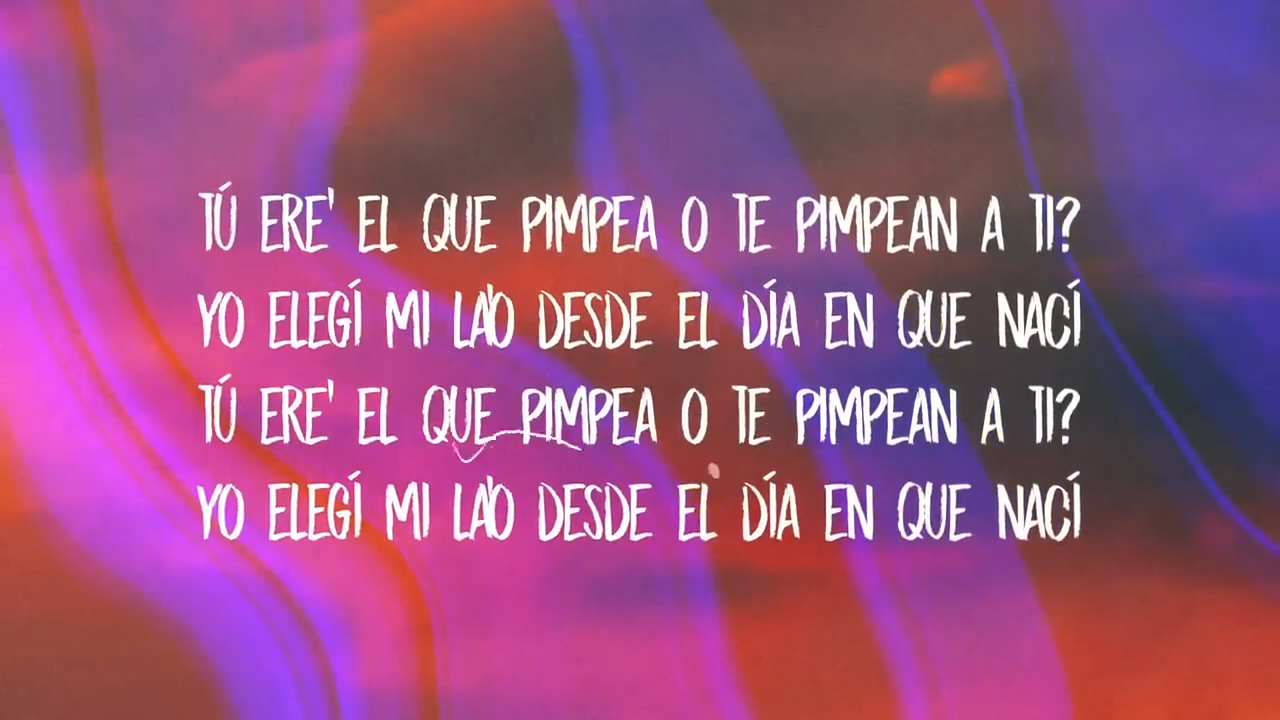 TÚ ERE' EL QUE PIMPEA O TE PIMPEAN A TI?
YO ELEGÍ MI LA'O DESDE EL DÍA EN QUE NACÍ
TÚ ERE' EL QUE PIMPEA O TE PIMPEAN A TI?
YO ELEGÍ MI LA'O DESDE EL DÍA EN QUE NACÍ